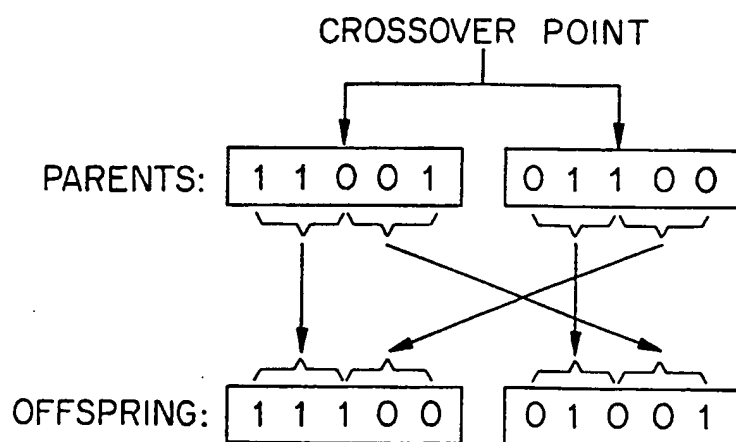 CROSSOVER POINT
PARENTS: 1 1 0 0 1 0 1 1 0 0
OFFSPRING: 1 1 1 0 0 0 1 0 0 1